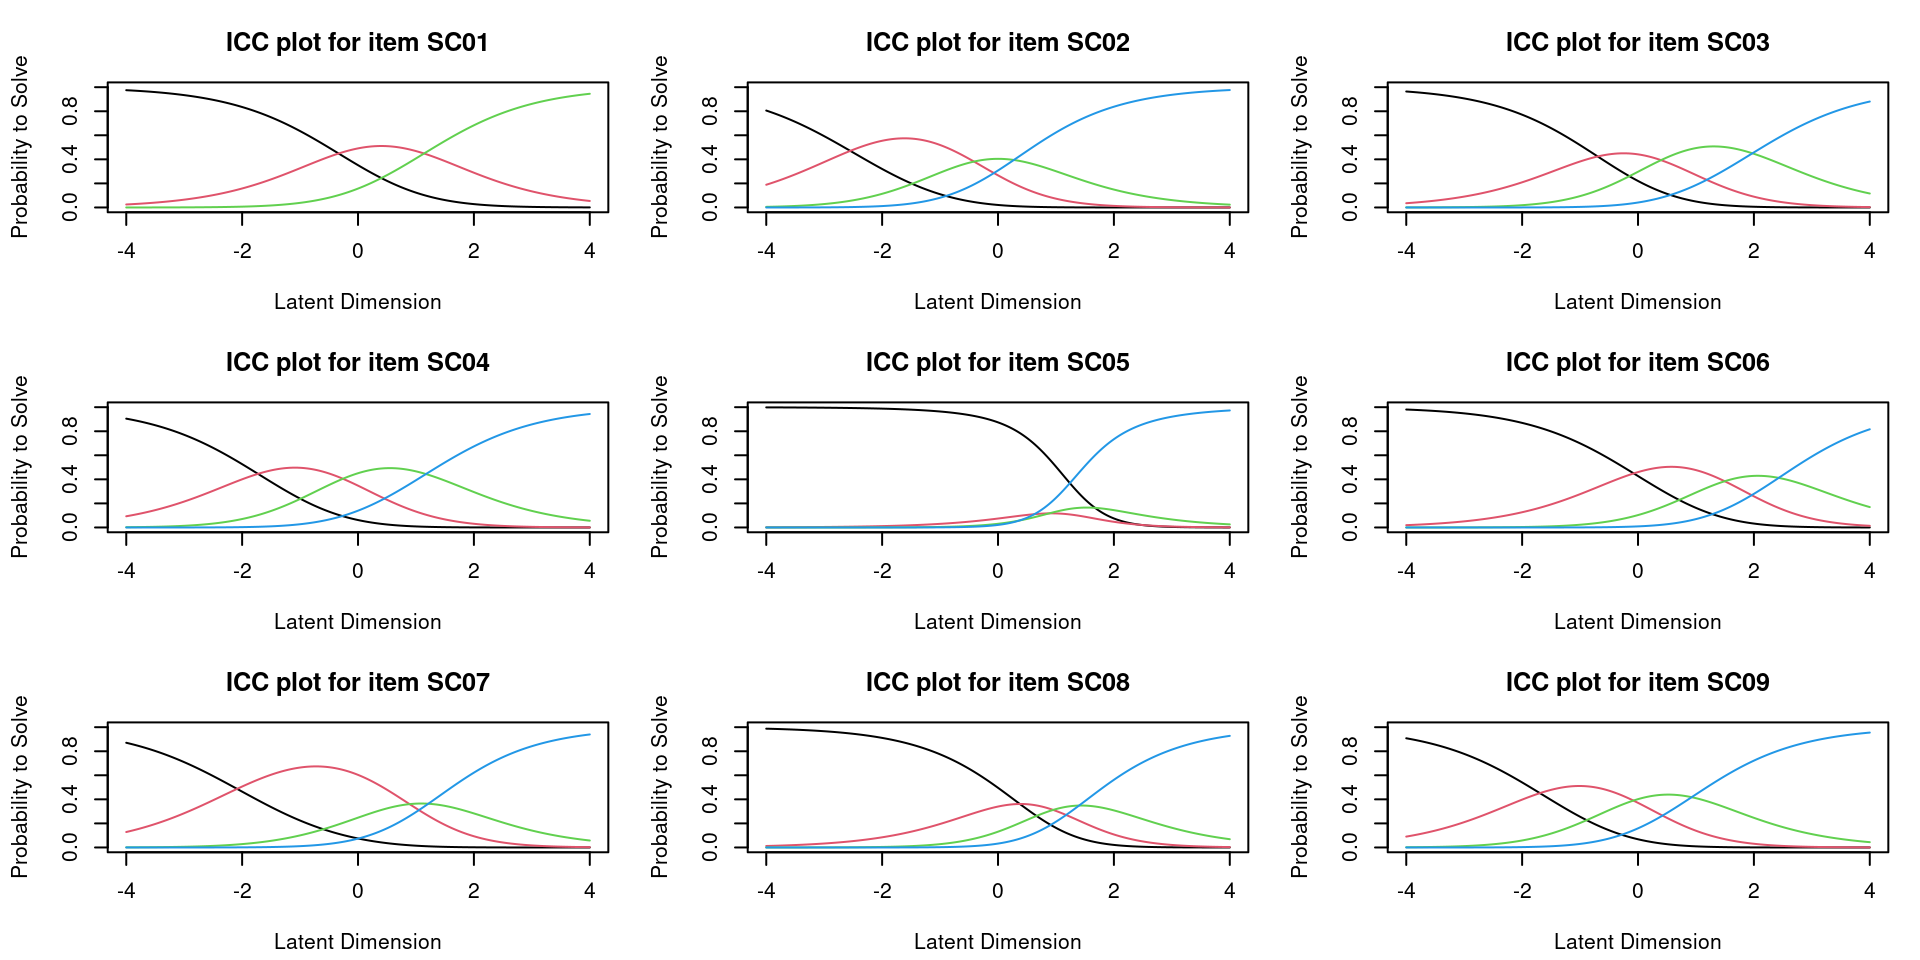 ICC plot for item SC01
Probability to Solve
0.0 0.4 0.8
-4 -2 0 2 4
Latent Dimension
ICC plot for item SC02
Probability to Solve
0.0 0.4 0.8
-4 -2 0 2 4
Latent Dimension
ICC plot for item SC03
Probability to Solve
0.0 0.4 0.8
-4 -2 0 2 4
Latent Dimension
ICC plot for item SC04
Probability to Solve
0.0 0.4 0.8
-4 -2 0 2 4
Latent Dimension
ICC plot for item SC05
Probability to Solve
0.0 0.4 0.8
-4 -2 0 2 4
Latent Dimension
ICC plot for item SC06
Probability to Solve
0.0 0.4 0.8
-4 -2 0 2 4
Latent Dimension
ICC plot for item SC07
Probability to Solve
0.0 0.4 0.8
-4 -2 0 2 4
Latent Dimension
ICC plot for item SC08
Probability to Solve
0.0 0.4 0.8
-4 -2 0 2 4
Latent Dimension
ICC plot for item SC09
Probability to Solve
0.0 0.4 0.8
-4 -2 0 2 4
Latent Dimension